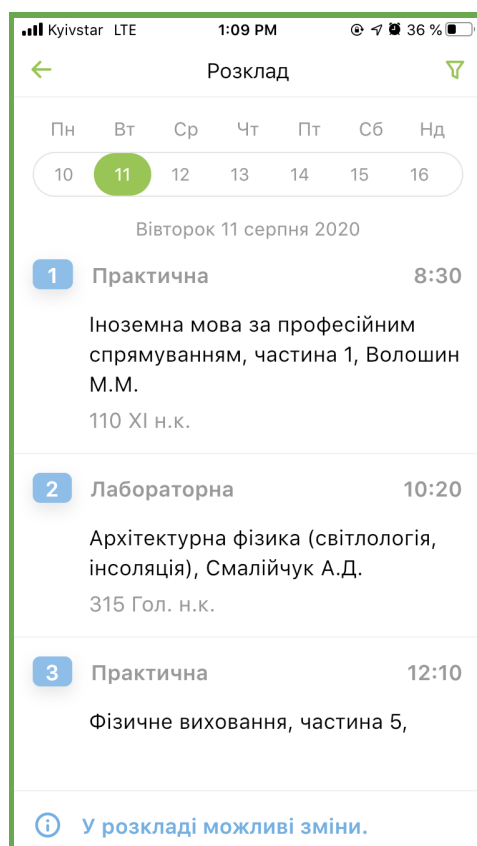 Kyivstar LTE 1:09 PM 36 %
Розклад
Пн Вт Ср Чт Пт Сб Нд
10 11 12 13 14 15 16
Вівторок 11 серпня 2020
1 Практична 8:30
Іноземна мова за професійним
спрямуванням, частина 1, Волошин
М.М.
110 XI н.к.
2 Лабораторна 10:20
Архітектурна фізика (світлологія,
інсоляція), Смалійчук А.Д.
315 Гол. н.к.
3 Практична 12:10
Фізичне виховання, частина 5,
У розкладі можливі зміни.